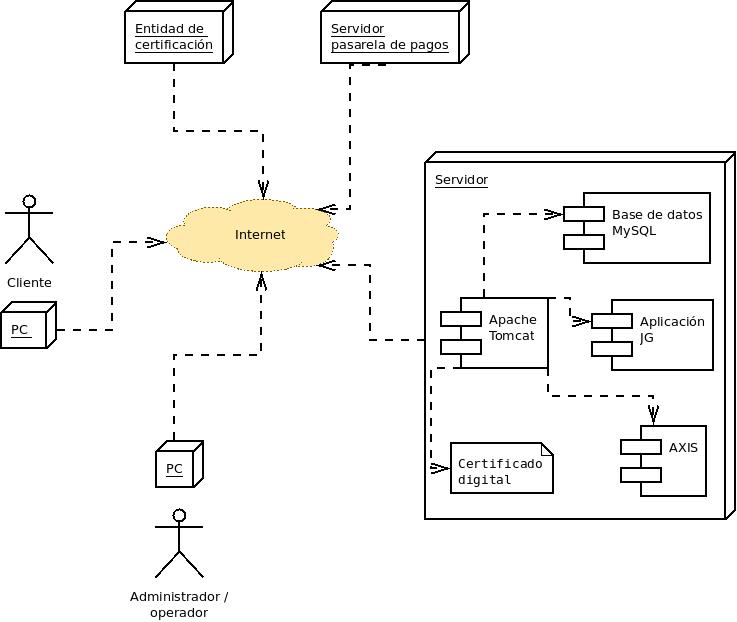 Entidad de
certificación
Servidor
pasarela de pagos
Servidor
Base de datos
MySQL
Internet
Cliente
PC
Apache
Tomcat
Aplicación
JG
AXIS
Certificado
digital
PC
Administrador /
operador